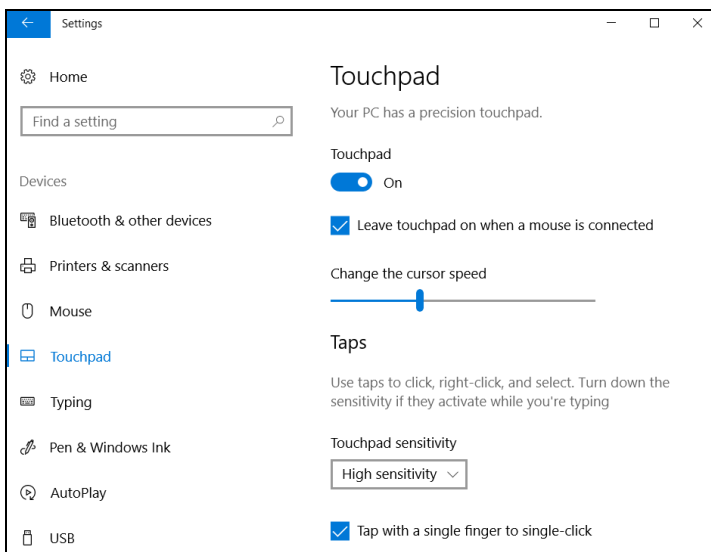 Settings
Home
Find a setting
Devices
Bluetooth & other devices
Printers & scanners
Mouse
Touchpad
Typing
Pen & Windows Ink
AutoPlay
USB
Touchpad
Your PC has a precision touchpad.
Touchpad
On
Leave touchpad on when a mouse is connected
Change the cursor speed
Taps
Use taps to click, right-click, and select. Turn down the
sensitivity if they activate while you're typing
Touchpad sensitivity
High sensitivity
Tap with a single finger to single-click